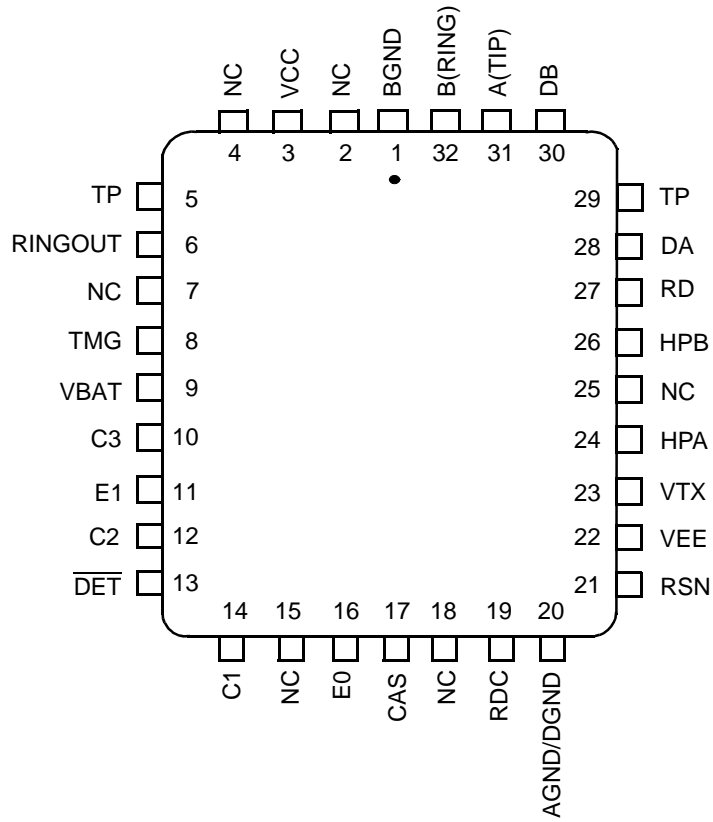 NC VCC NC BGND B(RING) A(TIP) DB
4 3 2 1 32 31 30
TP 5 29 TP
RINGOUT 6 28 DA
NC 7 27 RD
TMG 8 26 HPB
VBAT 9 25 NC
C3 10 24 HPA
E1 11 23 VTX
C2 12 22 VEE
DET 13 21 RSN
14 15 16 17 18 19 20
C1 NC E0 CAS NC RDC AGND/DGND